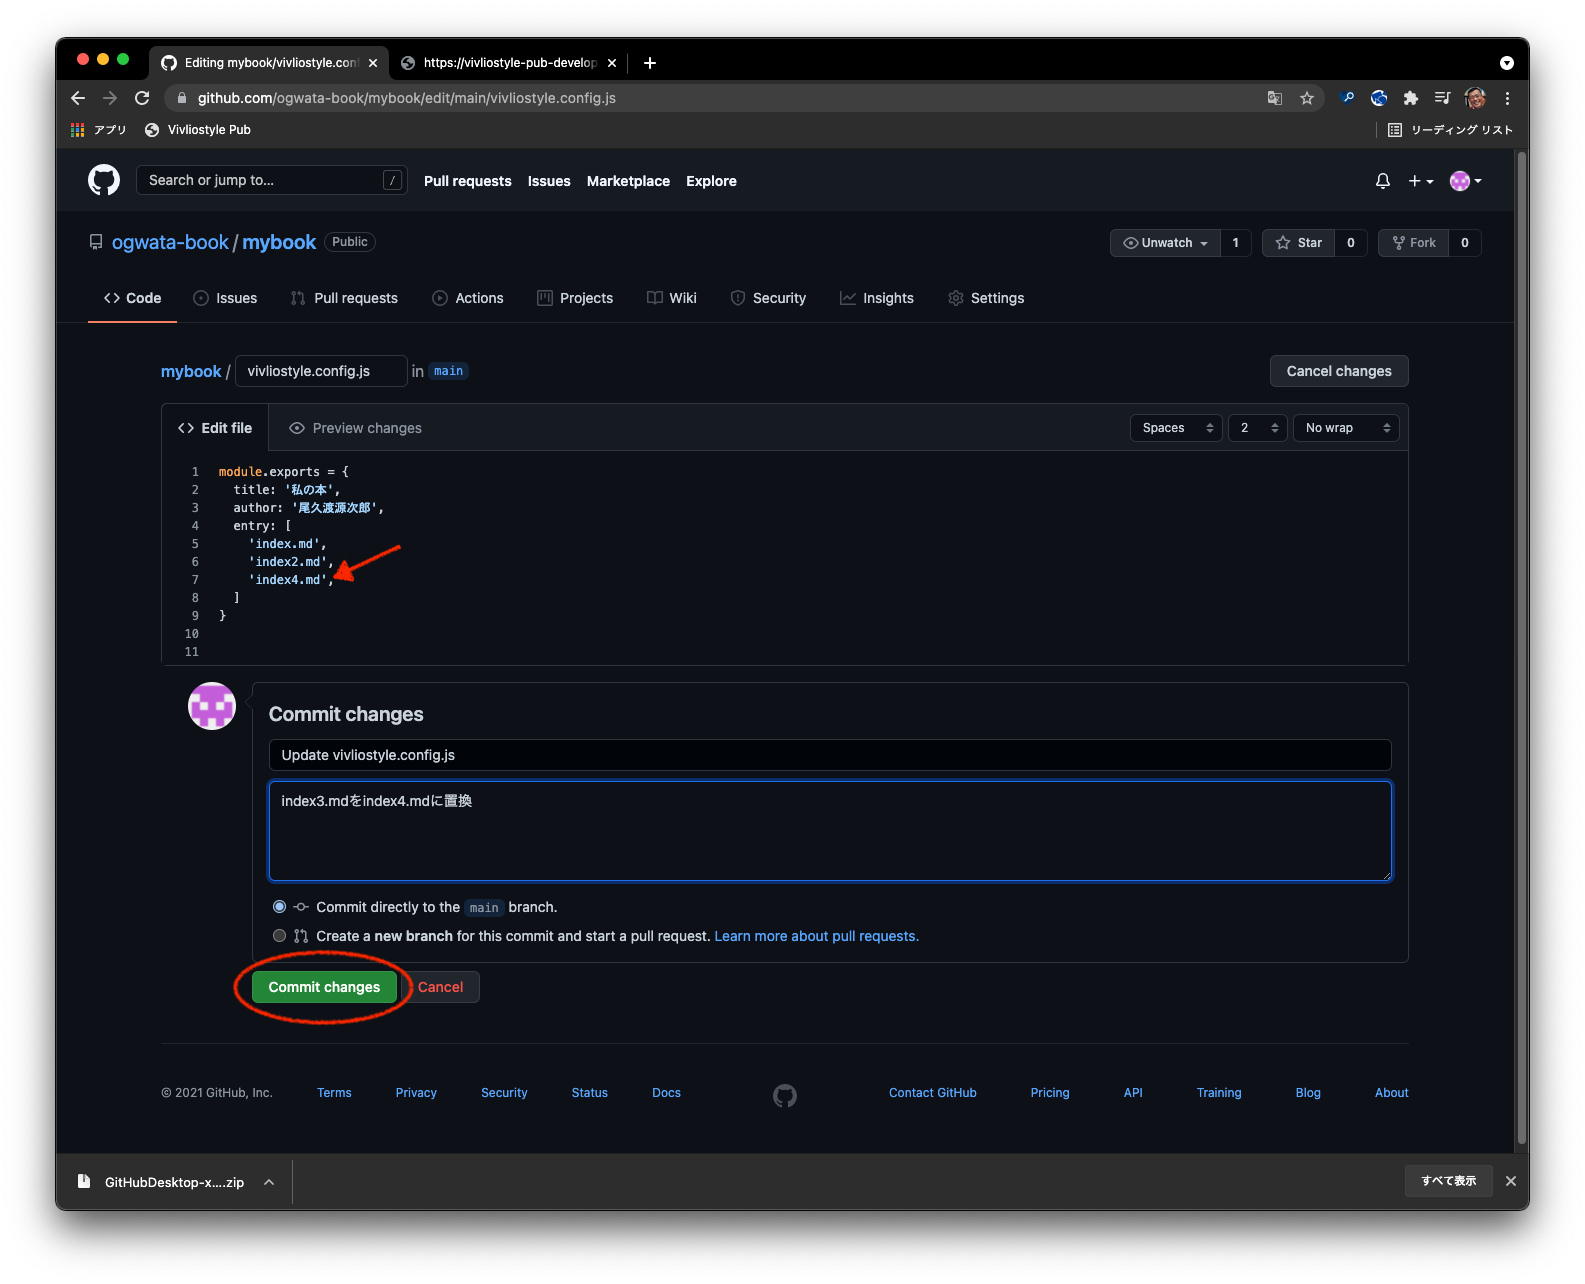 Editing mybook/vivliostyle.con
https://vivliostyle-pub-develop
github.com/ogwata-book/mybook/edit/main/vivliostyle.config.js
アプリ
Vivliostyle Pub
リーディング リスト
Search or jump to...
/
Pull requests
Issues
Marketplace
Explore
ogwata-book / mybook
Public
Unwatch
1
Star
0
Fork
0
Code
Issues
Pull requests
Actions
Projects
Wiki
Security
Insights
Settings
mybook / vivliostyle.config.js in main
Cancel changes
Edit file
Preview changes
Spaces
2
No wrap
1 module.exports = {
2 title: '私の本',
3 author: '尾久渡源次郎',
4 entry: [
5 'index.md',
6 'index2.md',
7 'index4.md',
8 ]
9 }
10
11
Commit changes
Update vivliostyle.config.js
index3.mdをindex4.mdに置換
Commit directly to the main branch.
Create a new branch for this commit and start a pull request. Learn more about pull requests.
Commit changes
Cancel
© 2021 GitHub, Inc.
Terms
Privacy
Security
Status
Docs
Contact GitHub
Pricing
API
Training
Blog
About
GitHubDesktop-x....zip
すべて表示